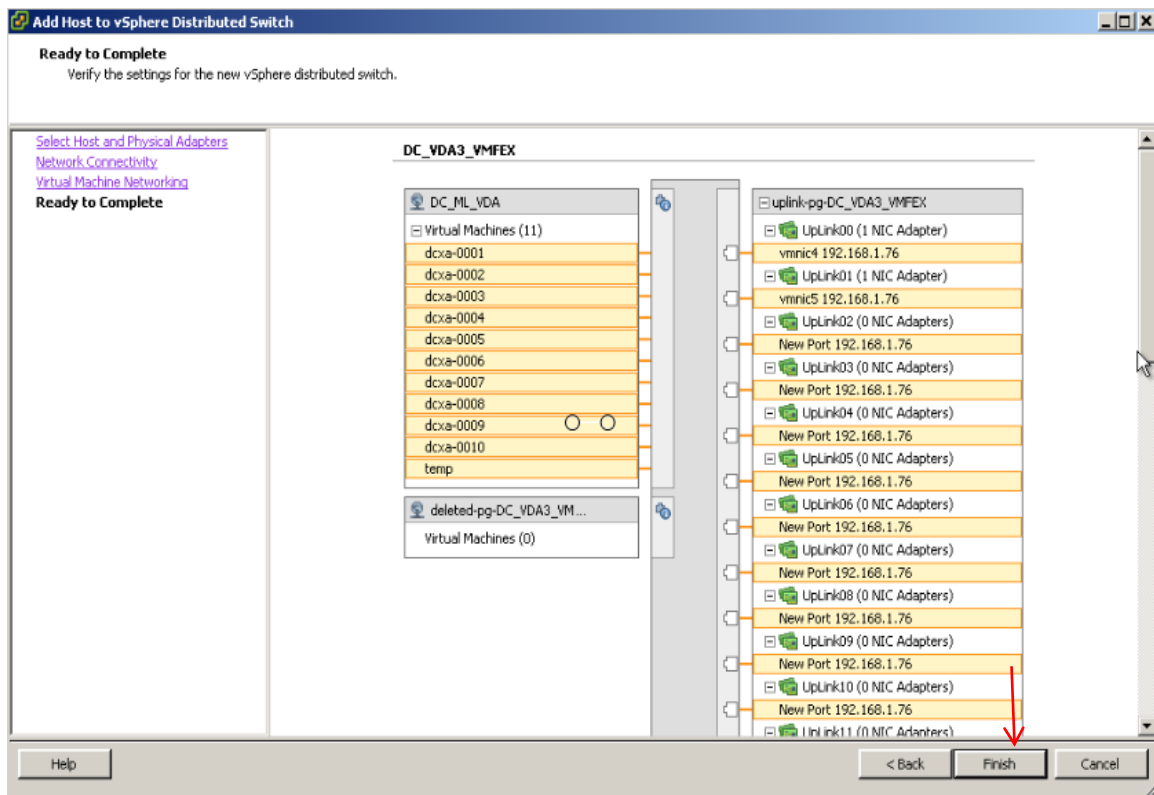 Add Host to vSphere Distributed Switch
Ready to Complete
Verify the settings for the new vSphere distributed switch.
Select Host and Physical Adapters
Network Connectivity
Virtual Machine Networking
Ready to Complete
DC_VDA3_VMFEX
DC_ML_VDA
Virtual Machines (11)
dcxa-0001
dcxa-0002
dcxa-0003
dcxa-0004
dcxa-0005
dcxa-0006
dcxa-0007
dcxa-0008
dcxa-0009
dcxa-0010
temp
deleted-pg-DC_VDA3_VM...
Virtual Machines (0)
uplink-pg-DC_VDA3_VMFEX
UpLink00 (1 NIC Adapter)
vmnic4 192.168.1.76
UpLink01 (1 NIC Adapter)
vmnic5 192.168.1.76
UpLink02 (0 NIC Adapters)
New Port 192.168.1.76
UpLink03 (0 NIC Adapters)
New Port 192.168.1.76
UpLink04 (0 NIC Adapters)
New Port 192.168.1.76
UpLink05 (0 NIC Adapters)
New Port 192.168.1.76
UpLink06 (0 NIC Adapters)
New Port 192.168.1.76
UpLink07 (0 NIC Adapters)
New Port 192.168.1.76
UpLink08 (0 NIC Adapters)
New Port 192.168.1.76
UpLink09 (0 NIC Adapters)
New Port 192.168.1.76
UpLink10 (0 NIC Adapters)
New Port 192.168.1.76
UpLink11 (0 NIC Adapters)
Help
< Back
Finish
Cancel